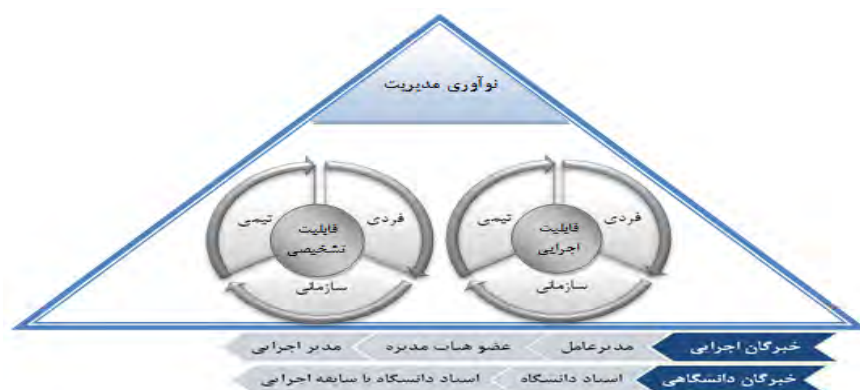 نوآوری مدیریت
فردی
تیمی
قابلیت
اجرایی
سازمانی
فردی
تیمی
قابلیت
تشخیصی
سازمانی
خبرگان اجرایی مدیرعامل عضو هیات مدیره مدیر اجرایی
خبرگان دانشگاهی استاد دانشگاه استاد دانشگاه با سابقه اجرایی